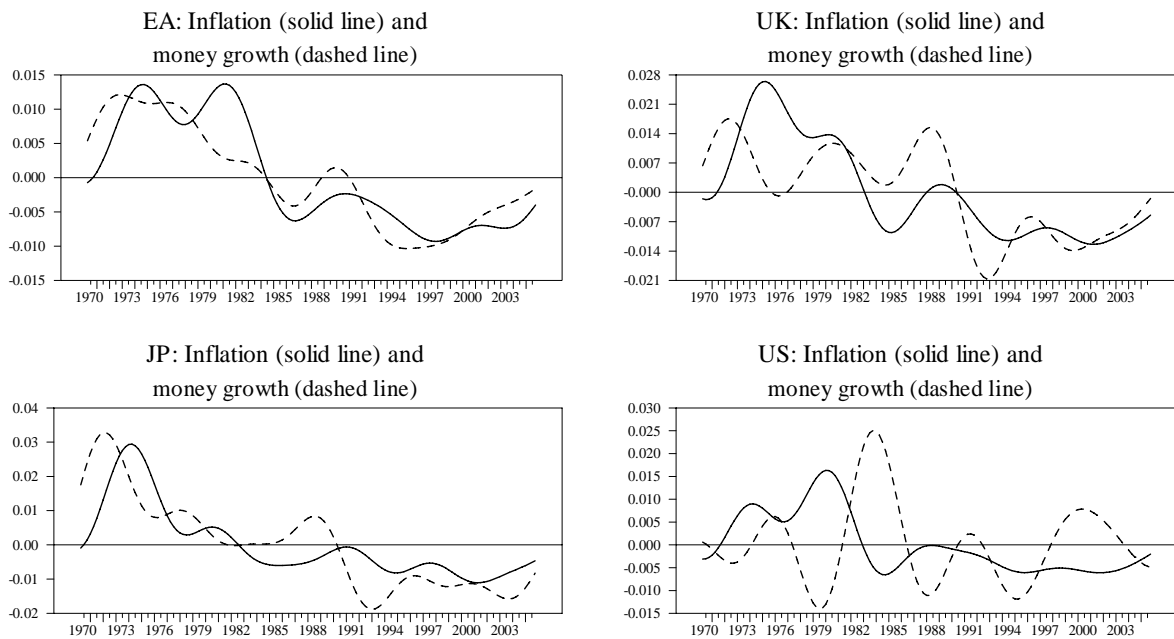 EA: Inflation (solid line) and
money growth (dashed line)
0.015
0.010
0.005
0.000
-0.005
-0.010
-0.015
1970 1973 1976 1979 1982 1985 1988 1991 1994 1997 2000 2003
UK: Inflation (solid line) and
money growth (dashed line)
0.028
0.021
0.014
0.007
-0.000
-0.007
-0.014
-0.021
1970 1973 1976 1979 1982 1985 1988 1991 1994 1997 2000 2003
JP: Inflation (solid line) and
money growth (dashed line)
0.04
0.03
0.02
0.01
0.00
-0.01
-0.02
1970 1973 1976 1979 1982 1985 1988 1991 1994 1997 2000 2003
US: Inflation (solid line) and
money growth (dashed line)
0.030
0.025
0.020
0.015
0.010
0.005
0.000
-0.005
-0.010
-0.015
1970 1973 1976 1979 1982 1985 1988 1991 1994 1997 2000 2003